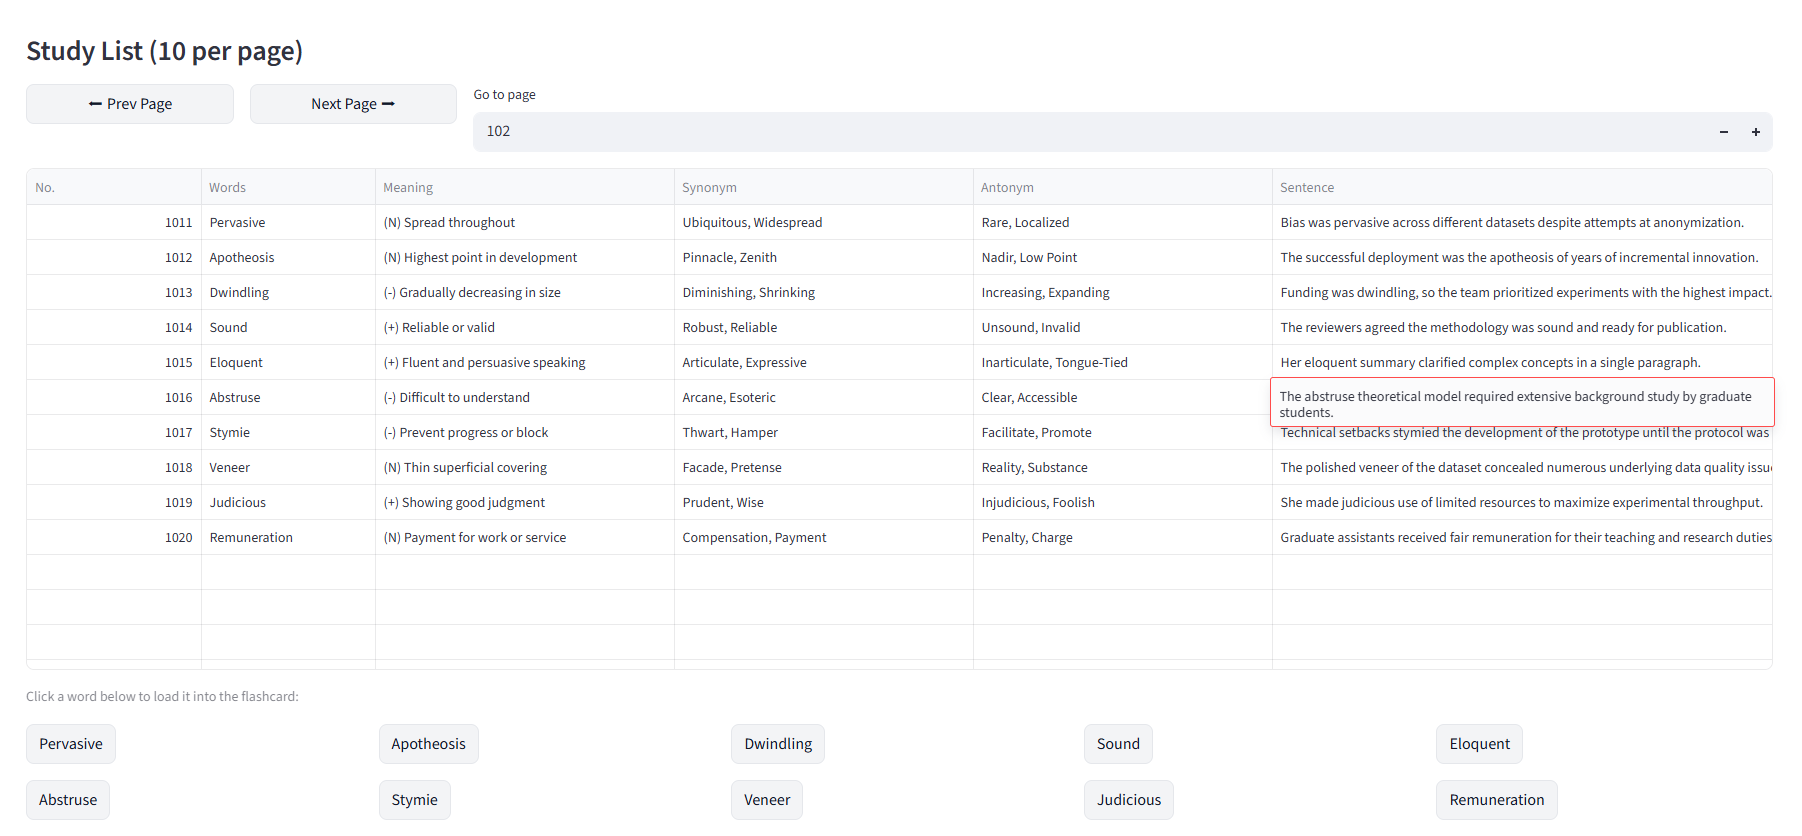 Study List (10 per page)
⬅ Prev Page
Next Page ➡
Go to page
102
− +
No. Words Meaning Synonym Antonym Sentence
1011 Pervasive (N) Spread throughout Ubiquitous, Widespread Rare, Localized Bias was pervasive across different datasets despite attempts at anonymization.
1012 Apotheosis (N) Highest point in development Pinnacle, Zenith Nadir, Low Point The successful deployment was the apotheosis of years of incremental innovation.
1013 Dwindling (-) Gradually decreasing in size Diminishing, Shrinking Increasing, Expanding Funding was dwindling, so the team prioritized experiments with the highest impact.
1014 Sound (+) Reliable or valid Robust, Reliable Unsound, Invalid The reviewers agreed the methodology was sound and ready for publication.
1015 Eloquent (+) Fluent and persuasive speaking Articulate, Expressive Inarticulate, Tongue-Tied Her eloquent summary clarified complex concepts in a single paragraph.
1016 Abstruse (-) Difficult to understand Arcane, Esoteric Clear, Accessible The abstruse theoretical model required extensive background study by graduate
students.
1017 Stymie (-) Prevent progress or block Thwart, Hamper Facilitate, Promote Technical setbacks stymied the development of the prototype until the protocol was
1018 Veneer (N) Thin superficial covering Facade, Pretense Reality, Substance The polished veneer of the dataset concealed numerous underlying data quality issu
1019 Judicious (+) Showing good judgment Prudent, Wise Injudicious, Foolish She made judicious use of limited resources to maximize experimental throughput.
1020 Remuneration (N) Payment for work or service Compensation, Payment Penalty, Charge Graduate assistants received fair remuneration for their teaching and research duties
Click a word below to load it into the flashcard:
Pervasive Apotheosis Dwindling Sound Eloquent
Abstruse Stymie Veneer Judicious Remuneration